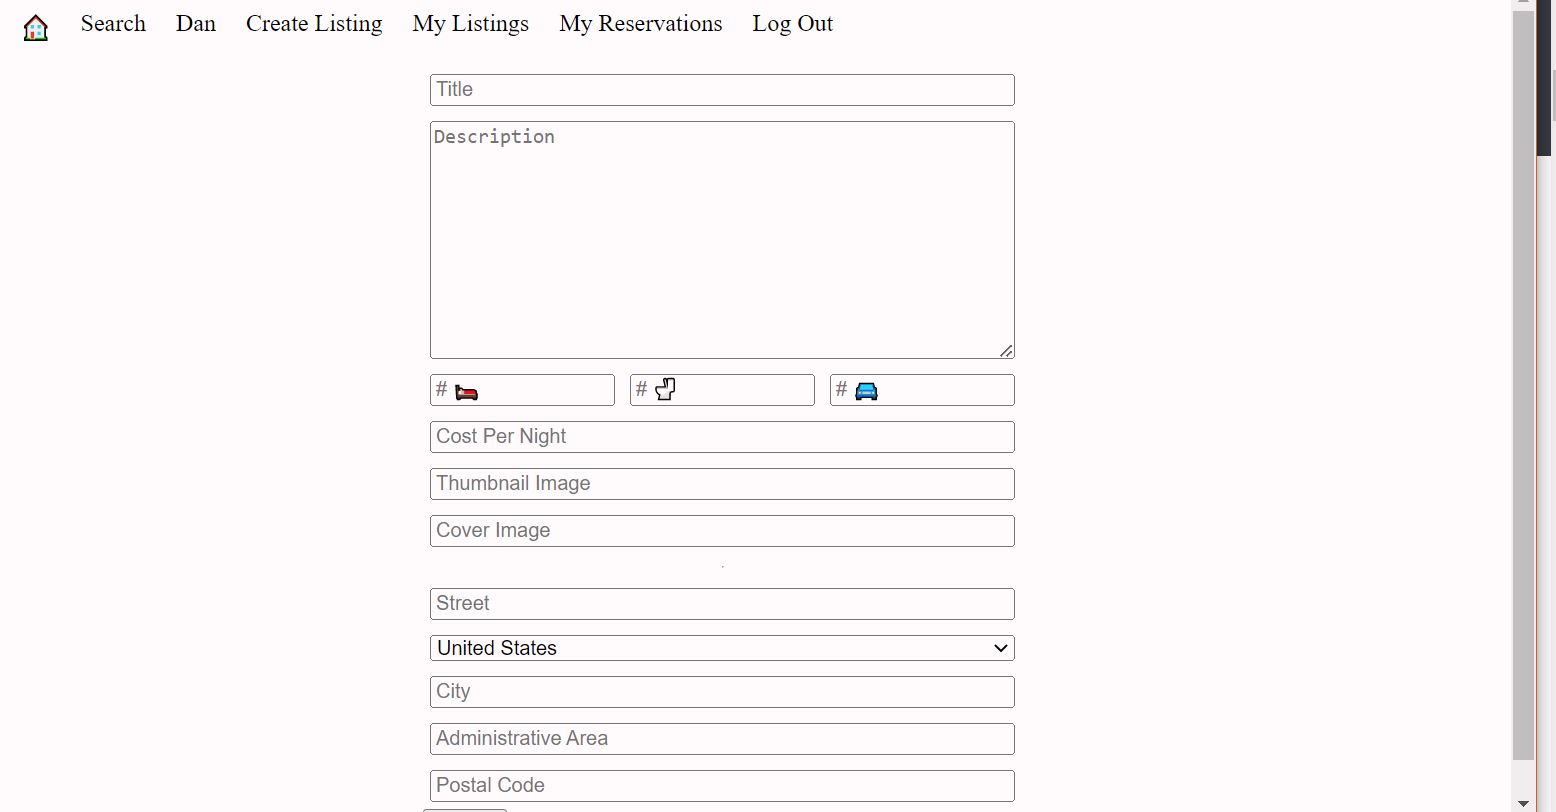 Search Dan Create Listing My Listings My Reservations Log Out
Title
Description
# # #
Cost Per Night
Thumbnail Image
Cover Image
Street
United States
City
Administrative Area
Postal Code